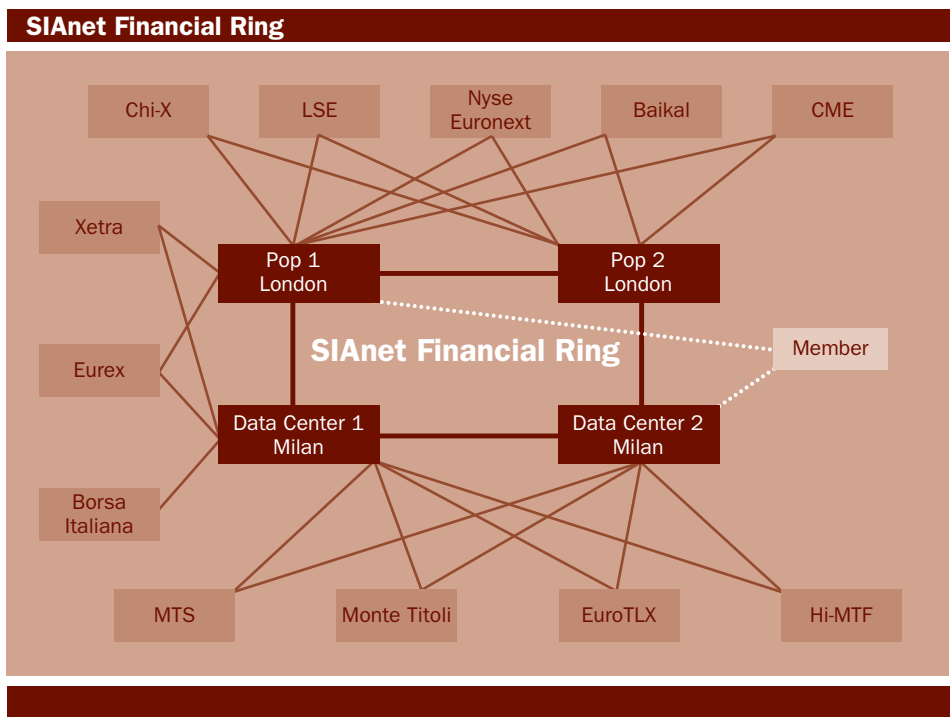 SIAnet Financial Ring
Chi-X
LSE
Nyse
Euronext
Baikal
CME
Xetra
Pop 1
London
Pop 2
London
SIAnet Financial Ring
Member
Eurex
Data Center 1
Milan
Data Center 2
Milan
Borsa
Italiana
MTS
Monte Titoli
EuroTLX
Hi-MTF